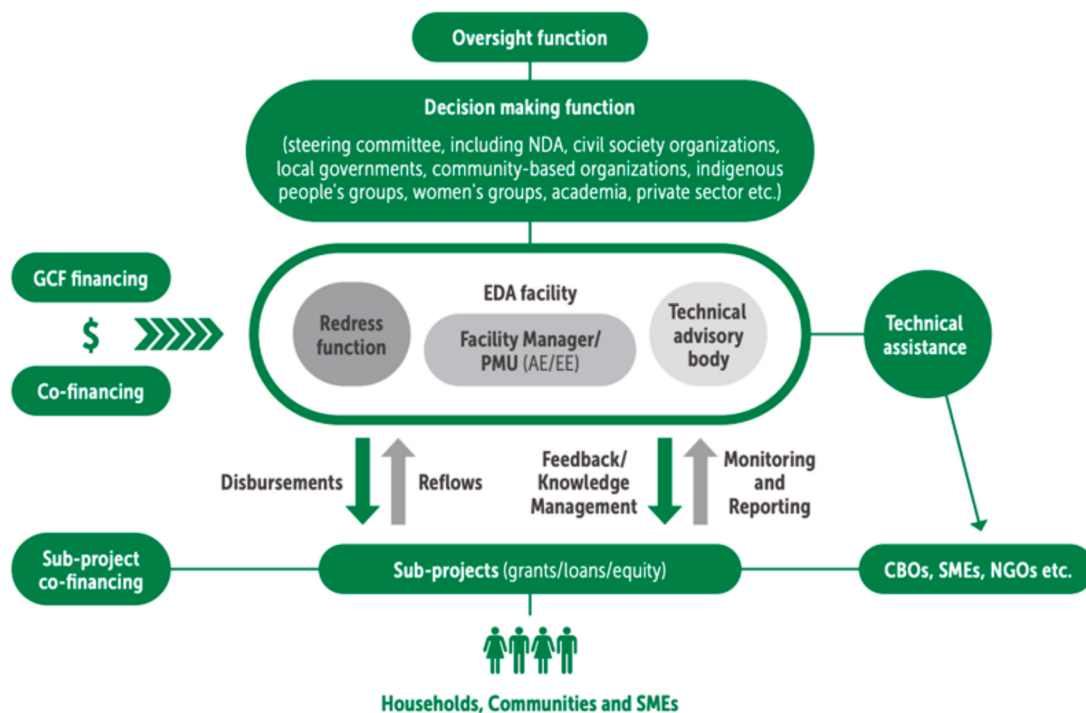 Oversight function
Decision making function
(steering committee, including NDA, civil society organizations,
local governments, community-based organizations, indigenous
people's groups, women's groups, academia, private sector etc.)
GCF financing
$
Co-financing
EDA facility
Redress
function
Facility Manager/
PMU (AE/EE)
Technical
advisory
body
Technical
assistance
Disbursements
Reflows
Feedback/
Knowledge
Management
Monitoring
and
Reporting
Sub-project
co-financing
Sub-projects (grants/loans/equity)
CBOs, SMEs, NGOs etc.
Households, Communities and SMEs